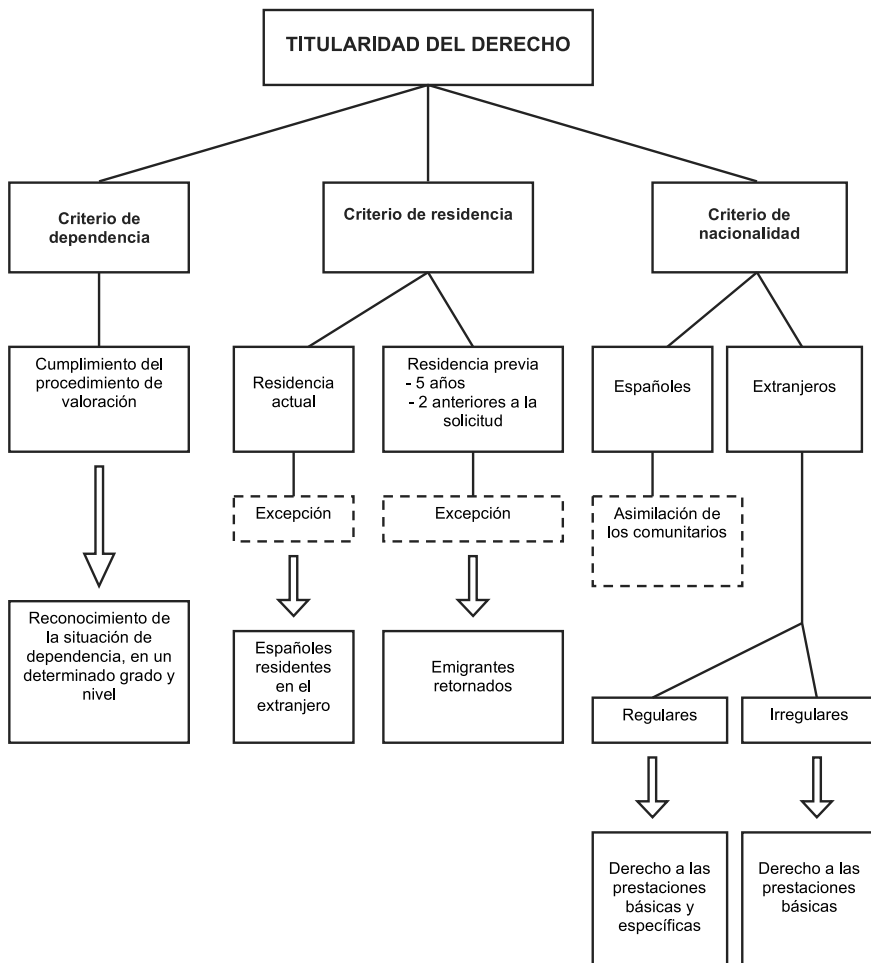 TITULARIDAD DEL DERECHO
Criterio de
dependencia
Criterio de residencia
Criterio de
nacionalidad
Cumplimiento del
procedimiento de
valoración
Residencia
actual
Residencia previa
- 5 años
- 2 anteriores a la
solicitud
Españoles
Extranjeros
Excepción
Excepción
Asimilación de
los comunitarios
Reconocimiento de
la situación de
dependencia, en un
determinado grado y
nivel
Españoles
residentes
en el
extranjero
Emigrantes
retornados
Regulares
Irregulares
Derecho a las
prestaciones
básicas y
específicas
Derecho a las
prestaciones
básicas